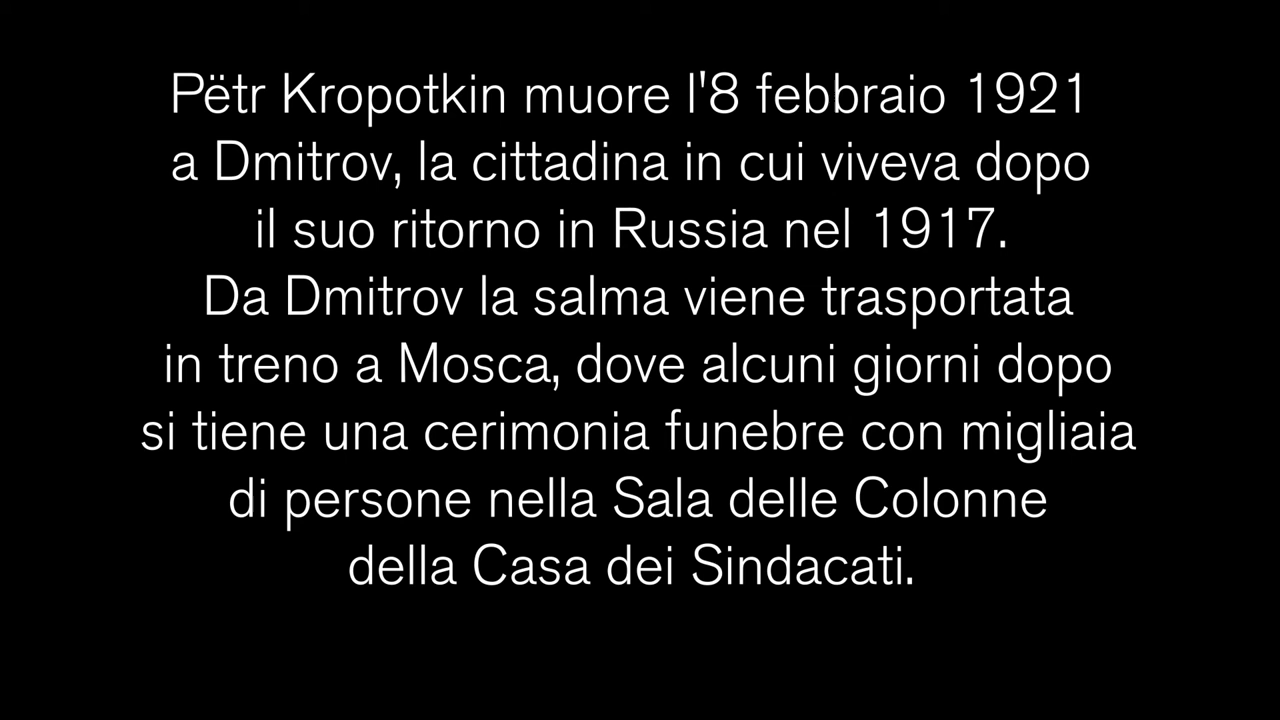 Pëtr Kropotkin muore l'8 febbraio 1921
a Dmitrov, la cittadina in cui viveva dopo
il suo ritorno in Russia nel 1917.
Da Dmitrov la salma viene trasportata
in treno a Mosca, dove alcuni giorni dopo
si tiene una cerimonia funebre con migliaia
di persone nella Sala delle Colonne
della Casa dei Sindacati.